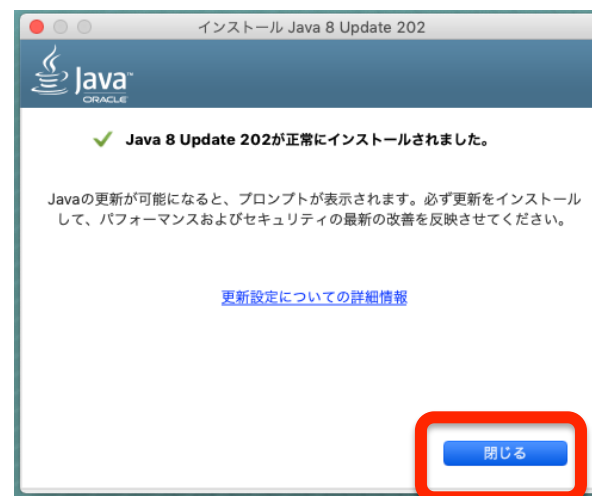 インストール Java 8 Update 202
Java™
ORACLE
Java 8 Update 202が正常にインストールされました。
Javaの更新が可能になると、プロンプトが表示されます。必ず更新をインストール
して、パフォーマンスおよびセキュリティの最新の改善を反映させてください。
更新設定についての詳細情報
閉じる